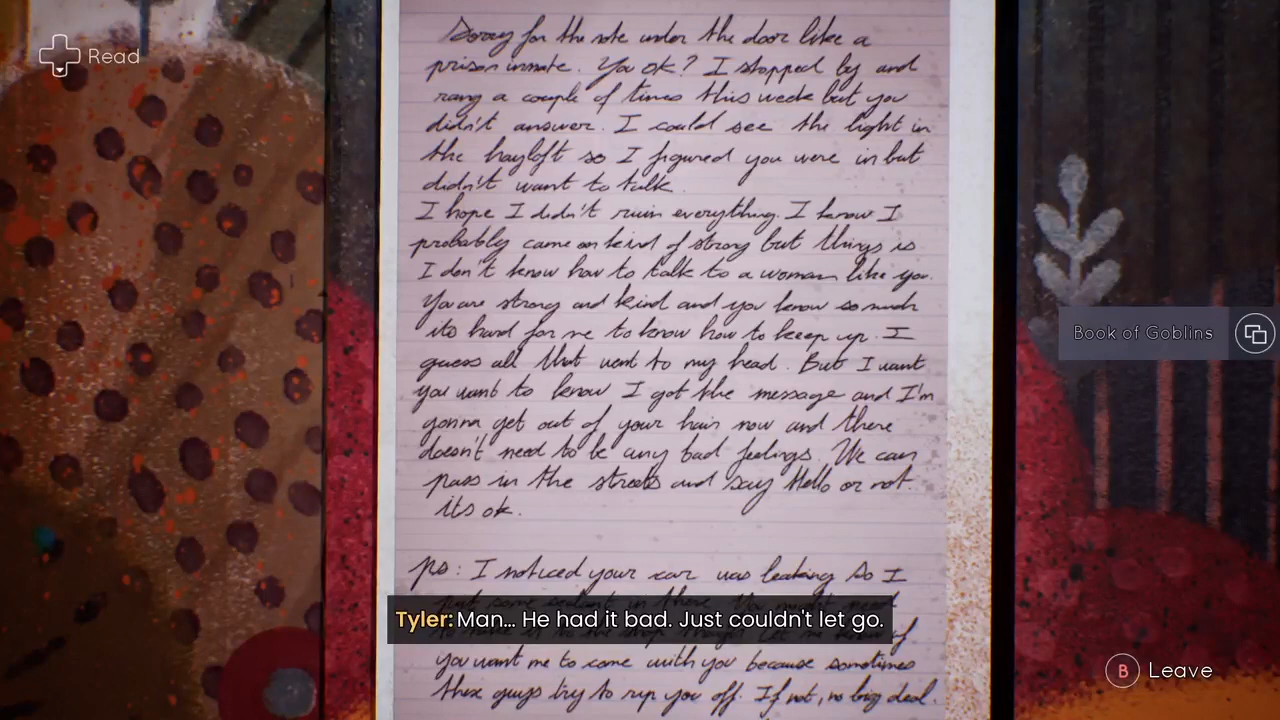 Read
Sorry for the note under the door like a
prison inmate. You ok? I stopped by and
rang a couple of times this week but you
didn't answer. I could see the light in
the hayloft so I figured you were in but
didn't want to talk.
I hope I didn't ruin everything. I know I
probably came on kind of strong but things is
I don't know how to talk to a woman like you.
You are strong and kind and you know so much
its hard for me to know how to keep up. I
guess all that went to my head. But I want
you want to know I got the message and I'm
gonna get out of your hair now and there
doesn't need to be any bad feelings. We can
pass in the streets and say Hello or not.
its ok.
Book of Goblins
ps: I noticed your car was leaking so I
Tyler: Man... He had it bad. Just couldn't let go.
of
you want me to come with you because sometimes
these guys try to rip you off. If not, no big deal.
B Leave